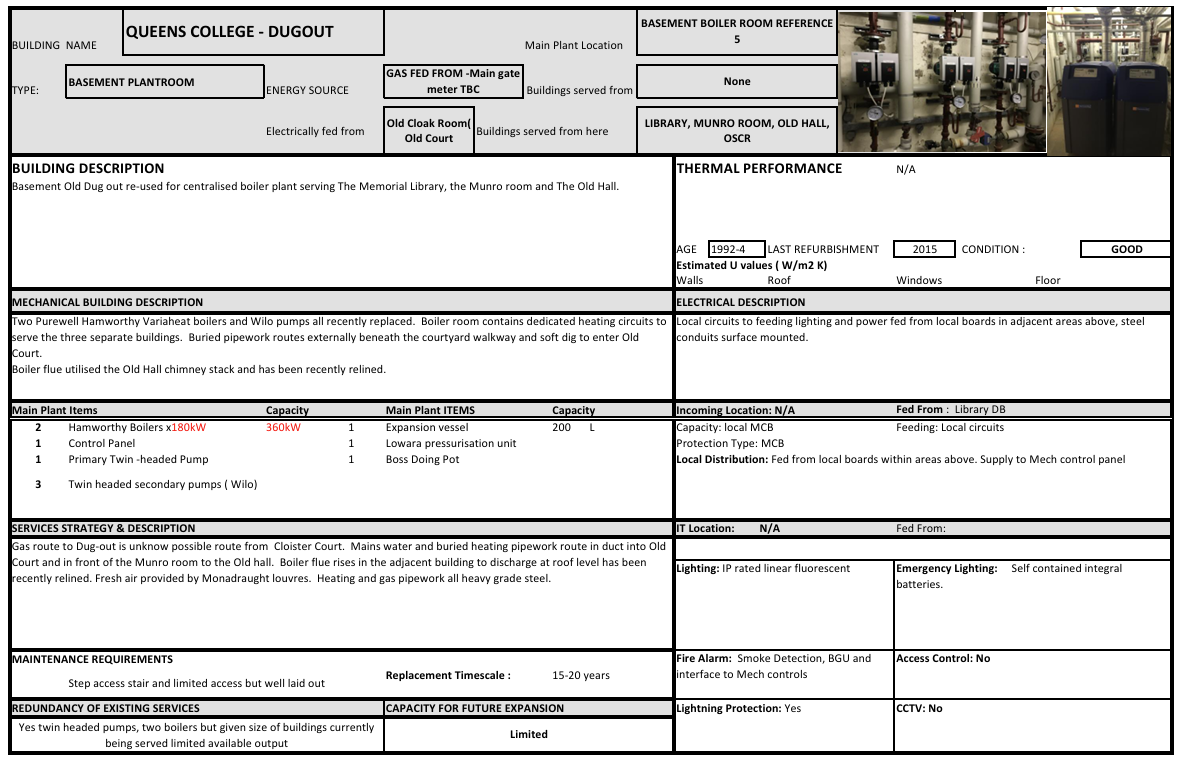 BUILDING NAME
QUEENS COLLEGE - DUGOUT
Main Plant Location
BASEMENT BOILER ROOM REFERENCE
5
TYPE:
BASEMENT PLANTROOM
ENERGY SOURCE
GAS FED FROM -Main gate
meter TBC
Buildings served from
None
Electrically fed from
Old Cloak Room(
Old Court
Buildings served from here
LIBRARY, MUNRO ROOM, OLD HALL,
OSCR
BUILDING DESCRIPTION
Basement Old Dug out re-used for centralised boiler plant serving The Memorial Library, the Munro room and The Old Hall.
THERMAL PERFORMANCE N/A
AGE 1992-4 LAST REFURBISHMENT 2015 CONDITION : GOOD
Estimated U values ( W/m2 K)
Walls Roof Windows Floor
MECHANICAL BUILDING DESCRIPTION
Two Purewell Hamworthy Variaheat boilers and Wilo pumps all recently replaced. Boiler room contains dedicated heating circuits to
serve the three separate buildings. Buried pipework routes externally beneath the courtyard walkway and soft dig to enter Old
Court.
Boiler flue utilised the Old Hall chimney stack and has been recently relined.
ELECTRICAL DESCRIPTION
Local circuits to feeding lighting and power fed from local boards in adjacent areas above, steel
conduits surface mounted.
Main Plant Items Capacity Main Plant ITEMS Capacity
2 Hamworthy Boilers x180kW 360kW 1 Expansion vessel 200 L
1 Control Panel 1 Lowara pressurisation unit
1 Primary Twin -headed Pump 1 Boss Doing Pot
3 Twin headed secondary pumps ( Wilo)
Incoming Location: N/A Fed From : Library DB
Capacity: local MCB Feeding: Local circuits
Protection Type: MCB
Local Distribution: Fed from local boards within areas above. Supply to Mech control panel
SERVICES STRATEGY & DESCRIPTION
Gas route to Dug-out is unknow possible route from Cloister Court. Mains water and buried heating pipework route in duct into Old
Court and in front of the Munro room to the Old hall. Boiler flue rises in the adjacent building to discharge at roof level has been
recently relined. Fresh air provided by Monadraught louvres. Heating and gas pipework all heavy grade steel.
IT Location: N/A Fed From:
Lighting: IP rated linear fluorescent
Emergency Lighting: Self contained integral
batteries.
MAINTENANCE REQUIREMENTS
Step access stair and limited access but well laid out
Replacement Timescale : 15-20 years
Fire Alarm: Smoke Detection, BGU and
interface to Mech controls
Access Control: No
REDUNDANCY OF EXISTING SERVICES
Yes twin headed pumps, two boilers but given size of buildings currently
being served limited available output
CAPACITY FOR FUTURE EXPANSION
Limited
Lightning Protection: Yes
CCTV: No